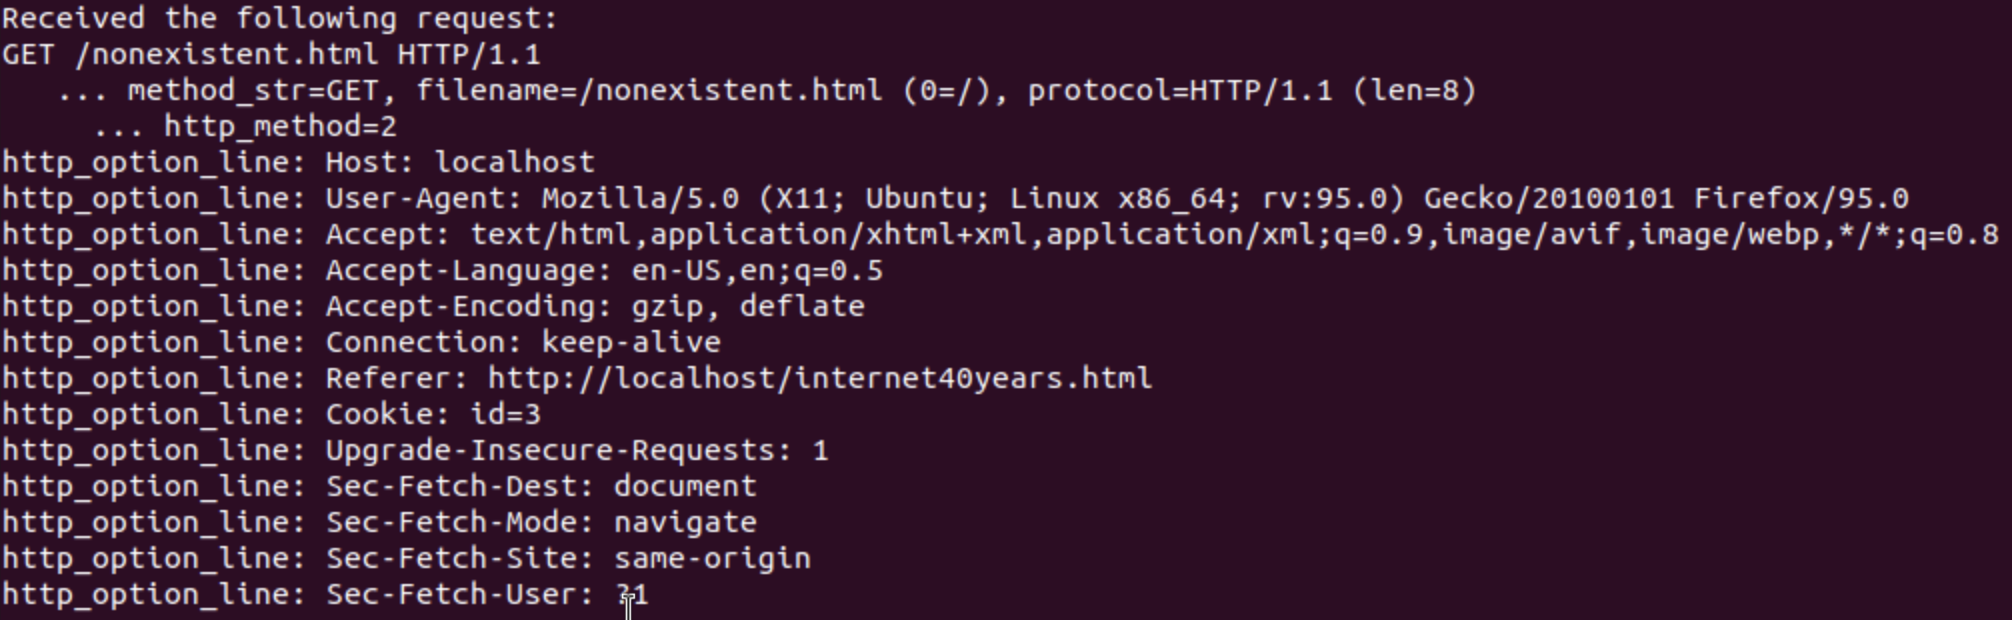 Received the following request:
GET /nonexistent.html HTTP/1.1
... method_str=GET, filename=/nonexistent.html (0=/), protocol=HTTP/1.1 (len=8)
... http_method=2
http_option_line: Host: localhost
http_option_line: User-Agent: Mozilla/5.0 (X11; Ubuntu; Linux x86_64; rv:95.0) Gecko/20100101 Firefox/95.0
http_option_line: Accept: text/html,application/xhtml+xml,application/xml;q=0.9,image/avif,image/webp,*/*;q=0.8
http_option_line: Accept-Language: en-US,en;q=0.5
http_option_line: Accept-Encoding: gzip, deflate
http_option_line: Connection: keep-alive
http_option_line: Referer: http://localhost/internet40years.html
http_option_line: Cookie: id=3
http_option_line: Upgrade-Insecure-Requests: 1
http_option_line: Sec-Fetch-Dest: document
http_option_line: Sec-Fetch-Mode: navigate
http_option_line: Sec-Fetch-Site: same-origin
http_option_line: Sec-Fetch-User: ?1